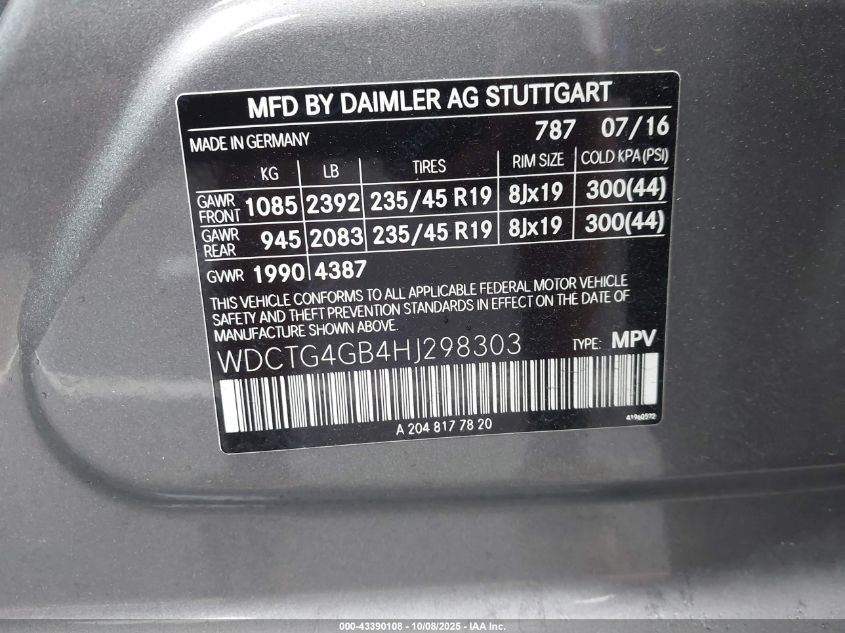 MFD BY DAIMLER AG STUTTGART
MADE IN GERMANY 787 07/16
KG LB TIRES RIM SIZE COLD KPA (PSI)
GAWR FRONT 1085 2392 235/45 R19 8Jx19 300(44)
GAWR REAR 945 2083 235/45 R19 8Jx19 300(44)
GVWR 1990 4387
THIS VEHICLE CONFORMS TO ALL APPLICABLE FEDERAL MOTOR VEHICLE
SAFETY AND THEFT PREVENTION STANDARDS IN EFFECT ON THE DATE OF
MANUFACTURE SHOWN ABOVE.
WDCTG4GB4HJ298303 TYPE: MPV
A 204 817 78 20 41960572
000-43390108 - 10/08/2025 - IAA Inc.